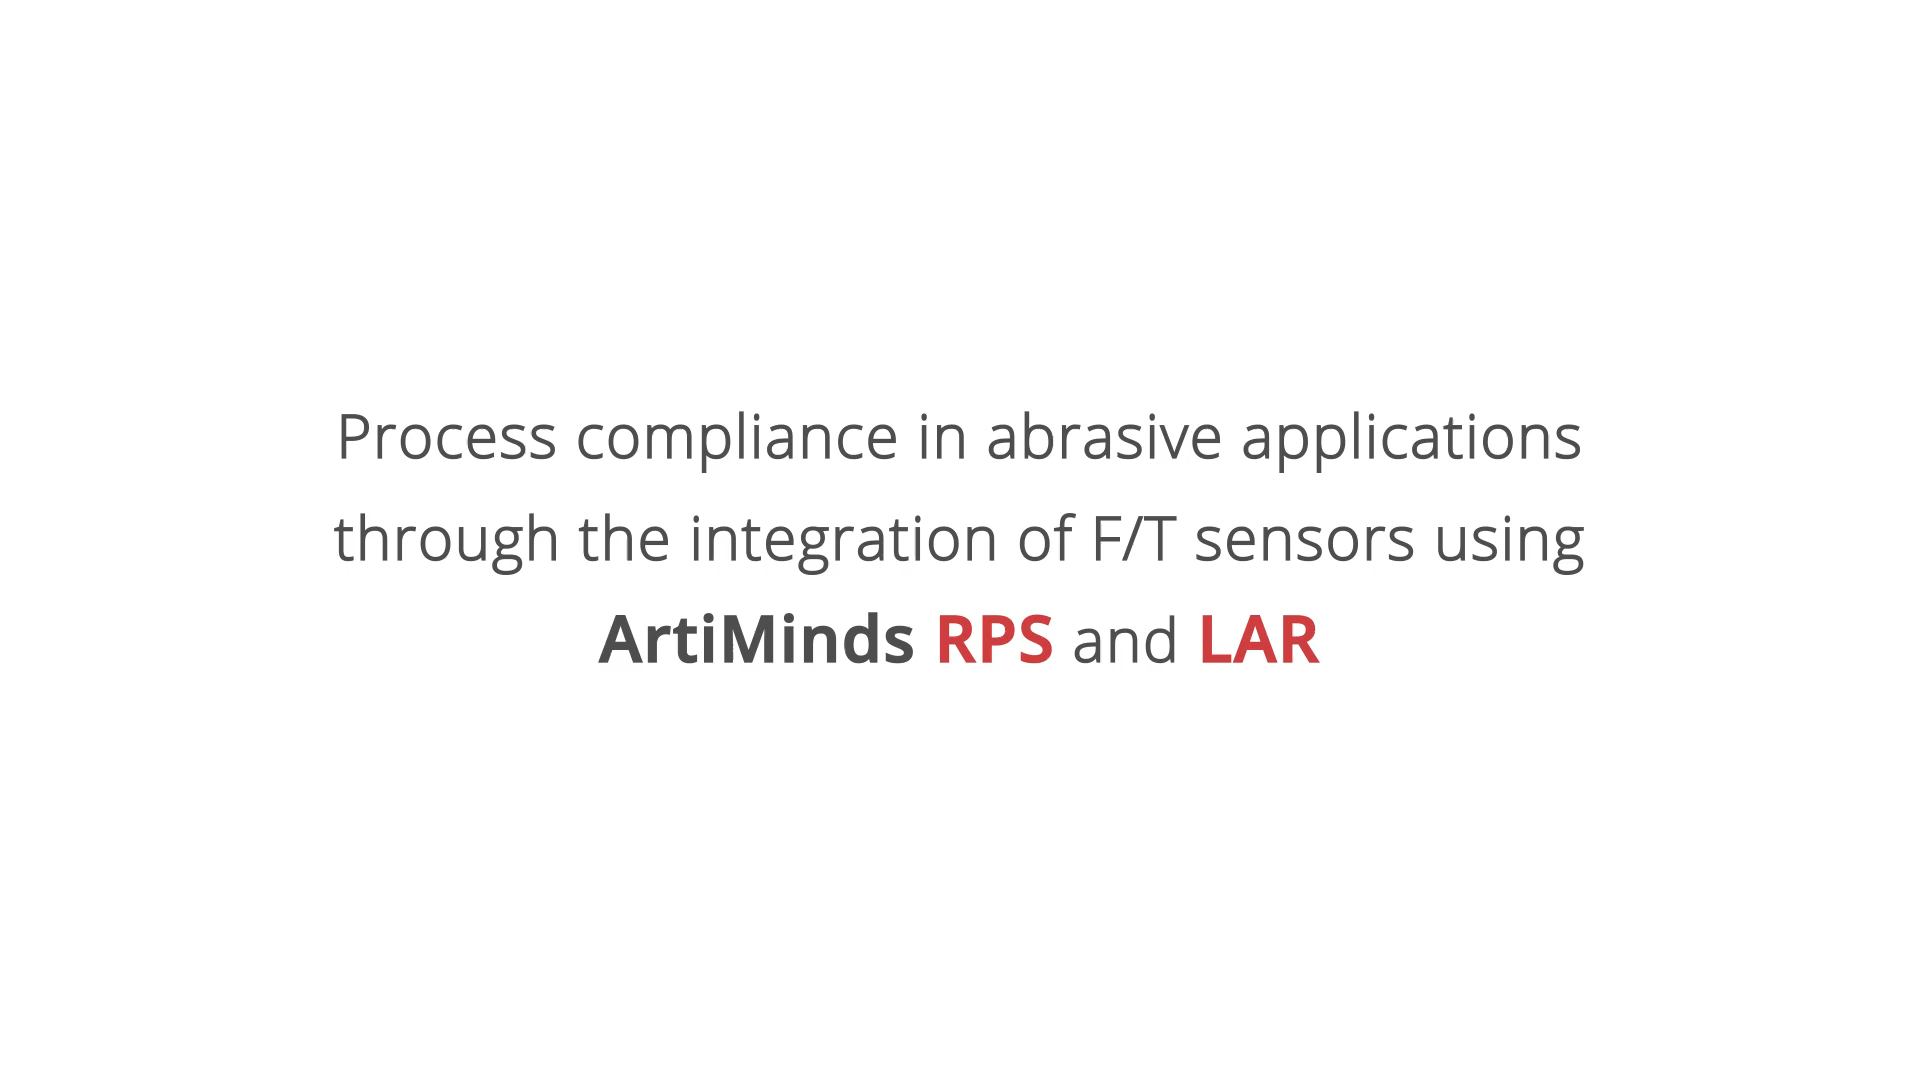 Process compliance in abrasive applications
through the integration of F/T sensors using
ArtiMinds RPS and LAR